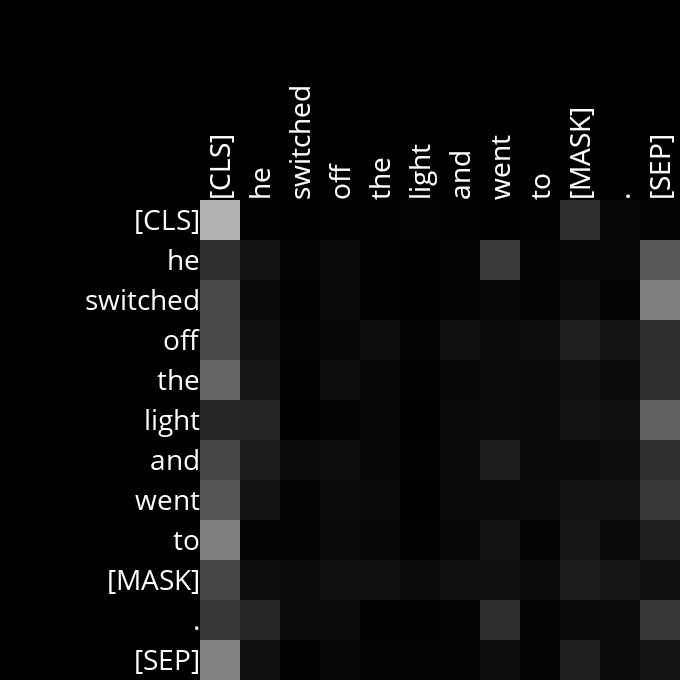 [CLS] he switched off the light and went to [MASK] . [SEP]
[CLS]
he
switched
off
the
light
and
went
to
[MASK]
.
[SEP]